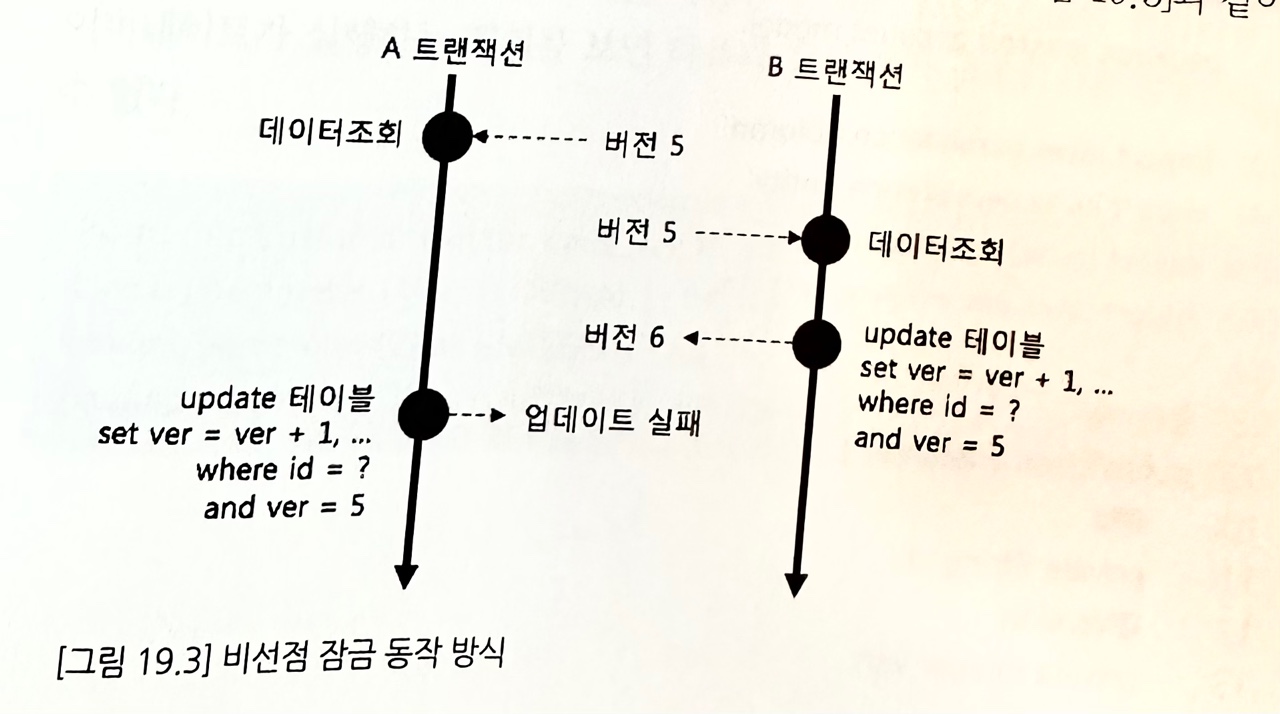 A 트랜잭션
B 트랜잭션
데이터조회
버전 5
버전 5
데이터조회
버전 6
update 테이블
set ver = ver + 1, ...
where id = ?
and ver = 5
update 테이블
set ver = ver + 1, ...
where id = ?
and ver = 5
업데이트 실패
[그림 19.3] 비선점 잠금 동작 방식